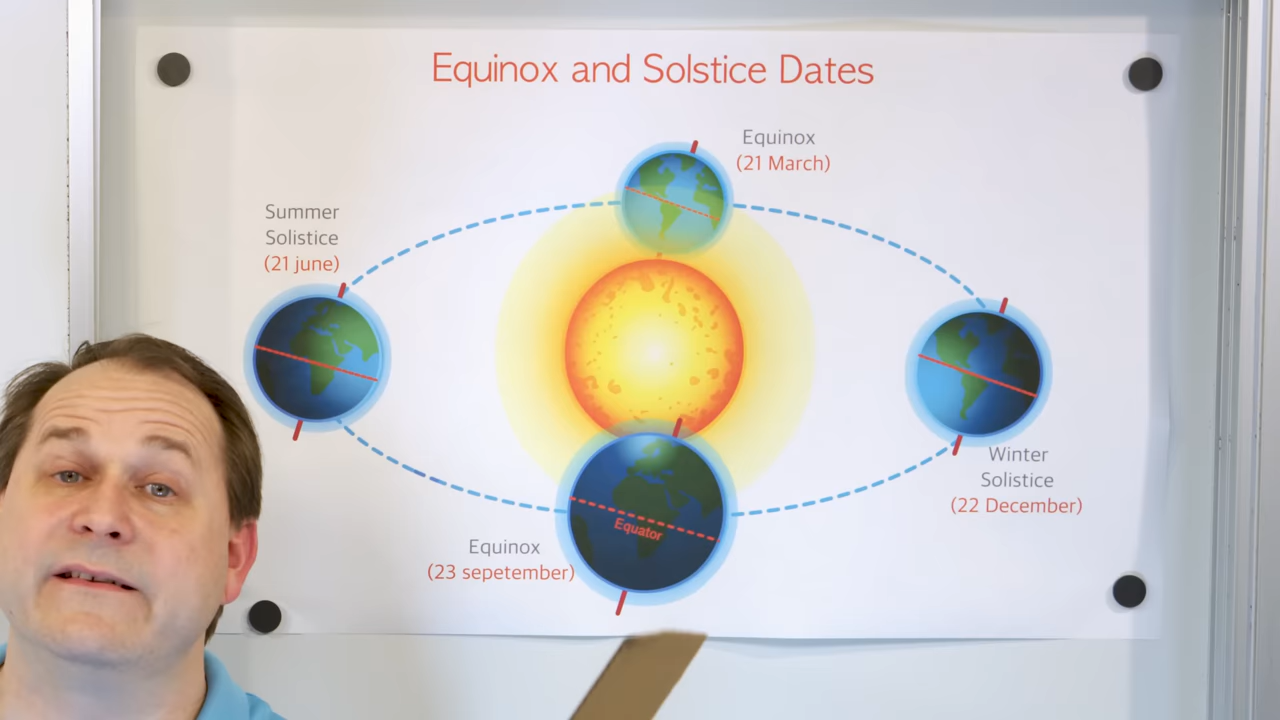 Equinox and Solstice Dates
Equinox
(21 March)
Summer
Solistice
(21 june)
Winter
Solistice
(22 December)
Equator
Equinox
(23 sepetember)